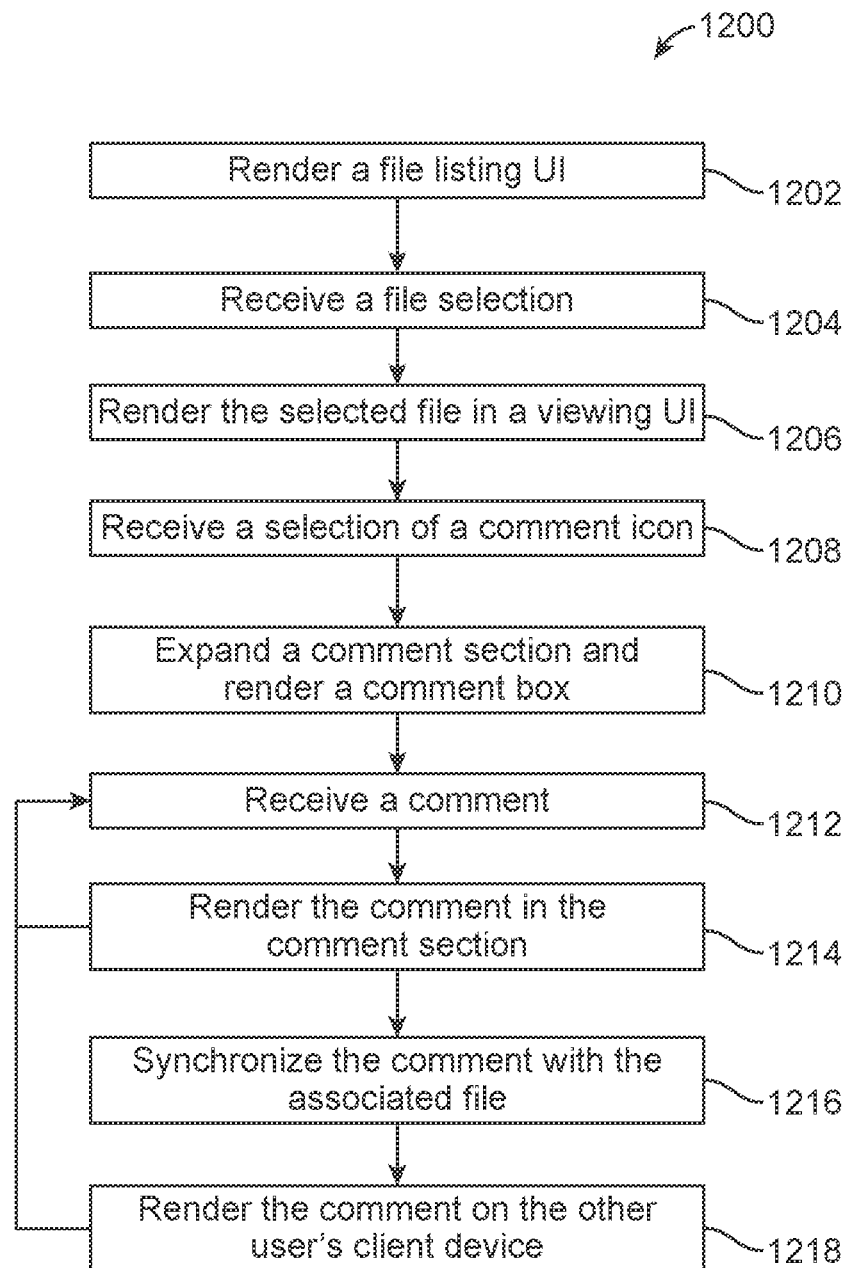 1200
Render a file listing UI
1202
Receive a file selection
1204
Render the selected file in a viewing UI
1206
Receive a selection of a comment icon
1208
Expand a comment section and
render a comment box
1210
Receive a comment
1212
Render the comment in the
comment section
1214
Synchronize the comment with the
associated file
1216
Render the comment on the other
user's client device
1218